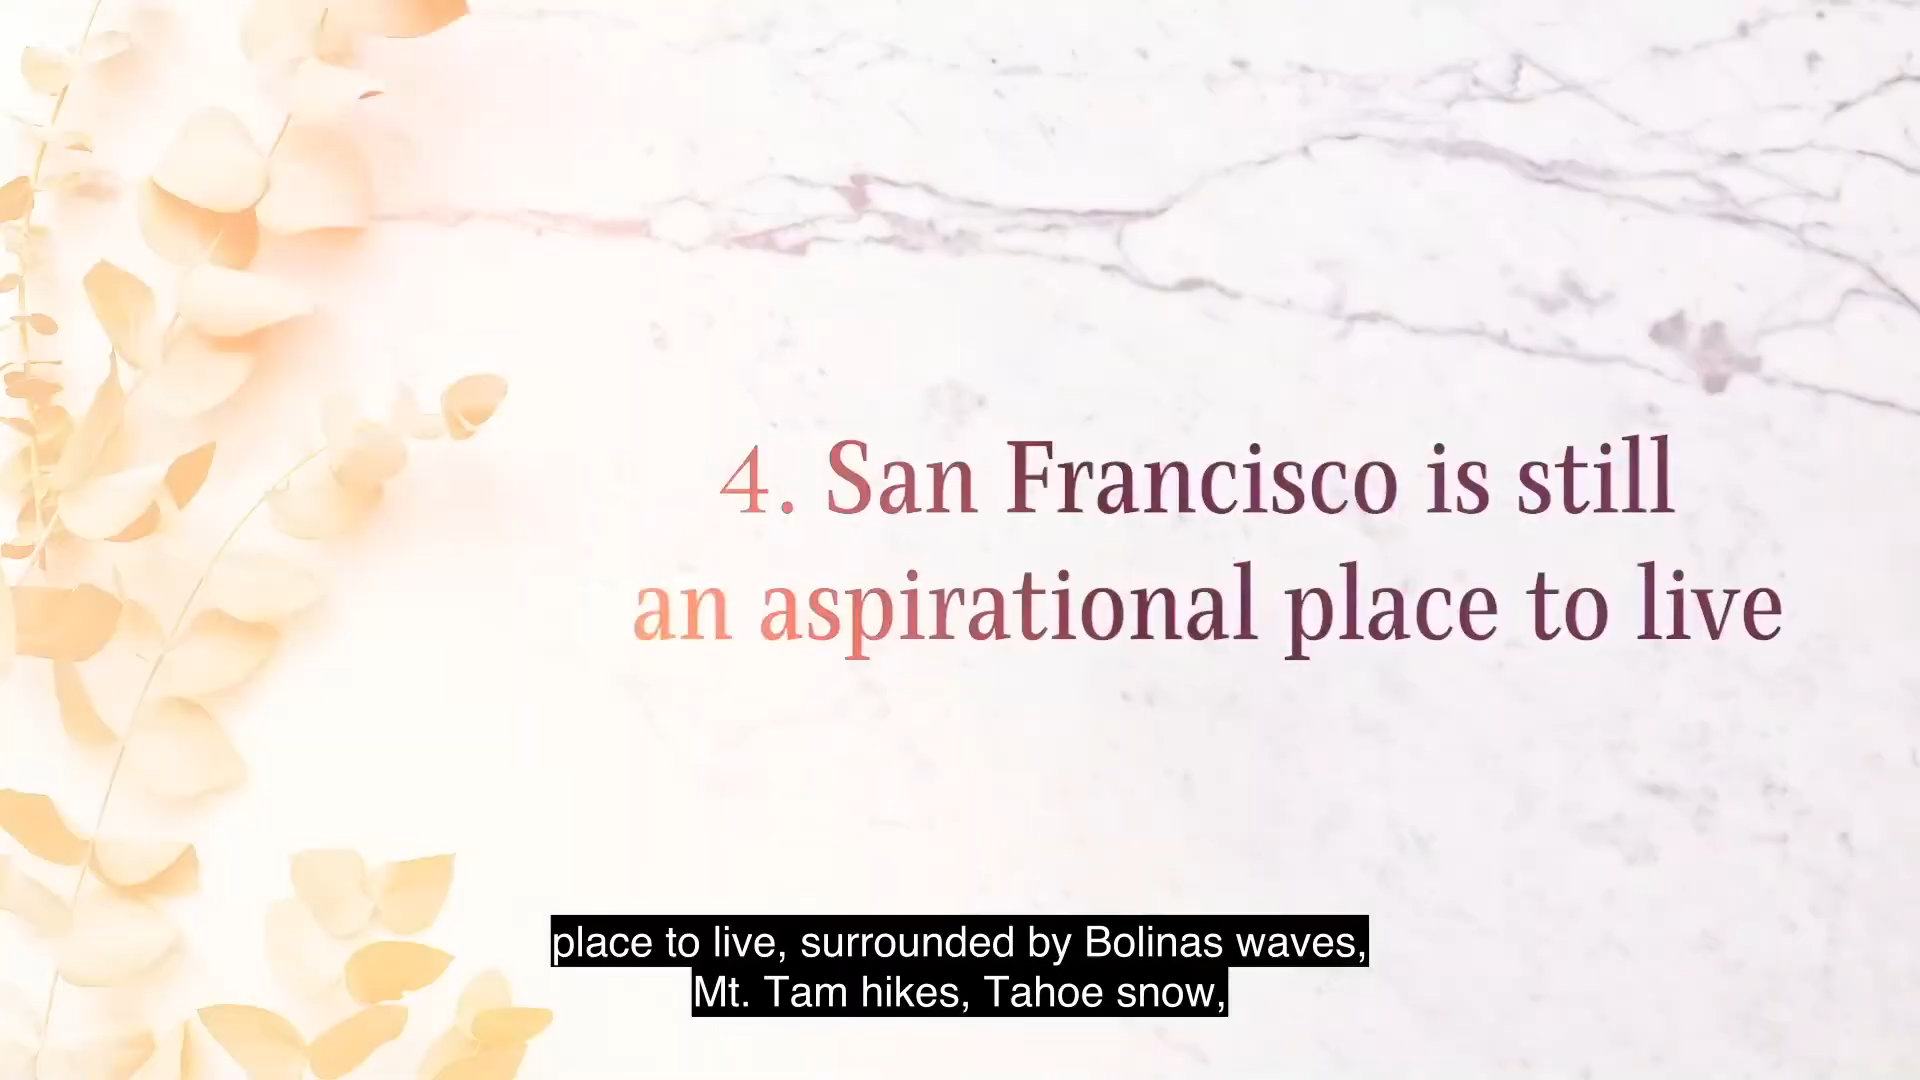 4. San Francisco is still
an aspirational place to live
place to live, surrounded by Bolinas waves,
Mt. Tam hikes, Tahoe snow,